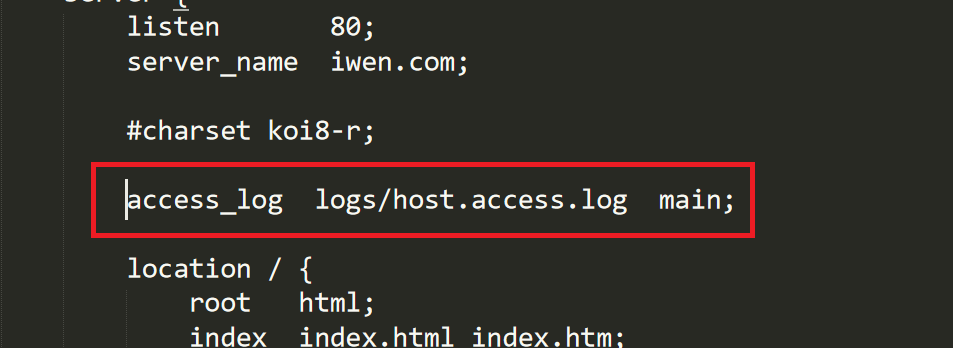 server {
listen 80;
server_name iwen.com;
#charset koi8-r;
access_log logs/host.access.log main;
location / {
root html;
index index.html index.htm;